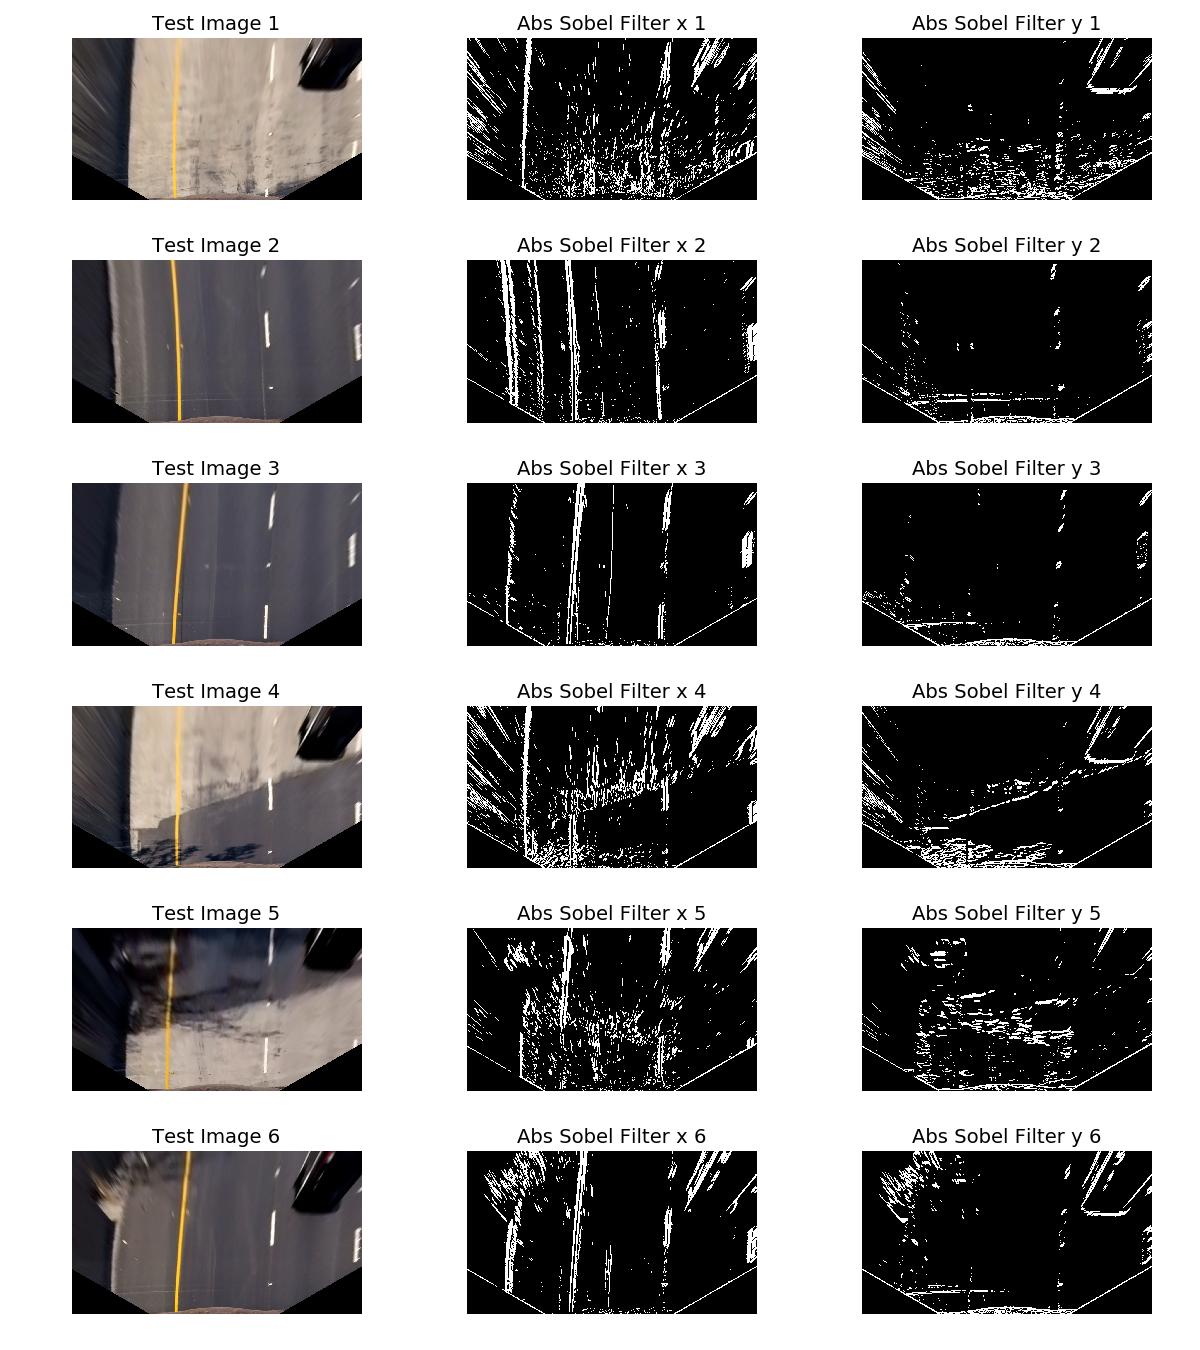 Test Image 1
Abs Sobel Filter x 1
Abs Sobel Filter y 1
Test Image 2
Abs Sobel Filter x 2
Abs Sobel Filter y 2
Test Image 3
Abs Sobel Filter x 3
Abs Sobel Filter y 3
Test Image 4
Abs Sobel Filter x 4
Abs Sobel Filter y 4
Test Image 5
Abs Sobel Filter x 5
Abs Sobel Filter y 5
Test Image 6
Abs Sobel Filter x 6
Abs Sobel Filter y 6